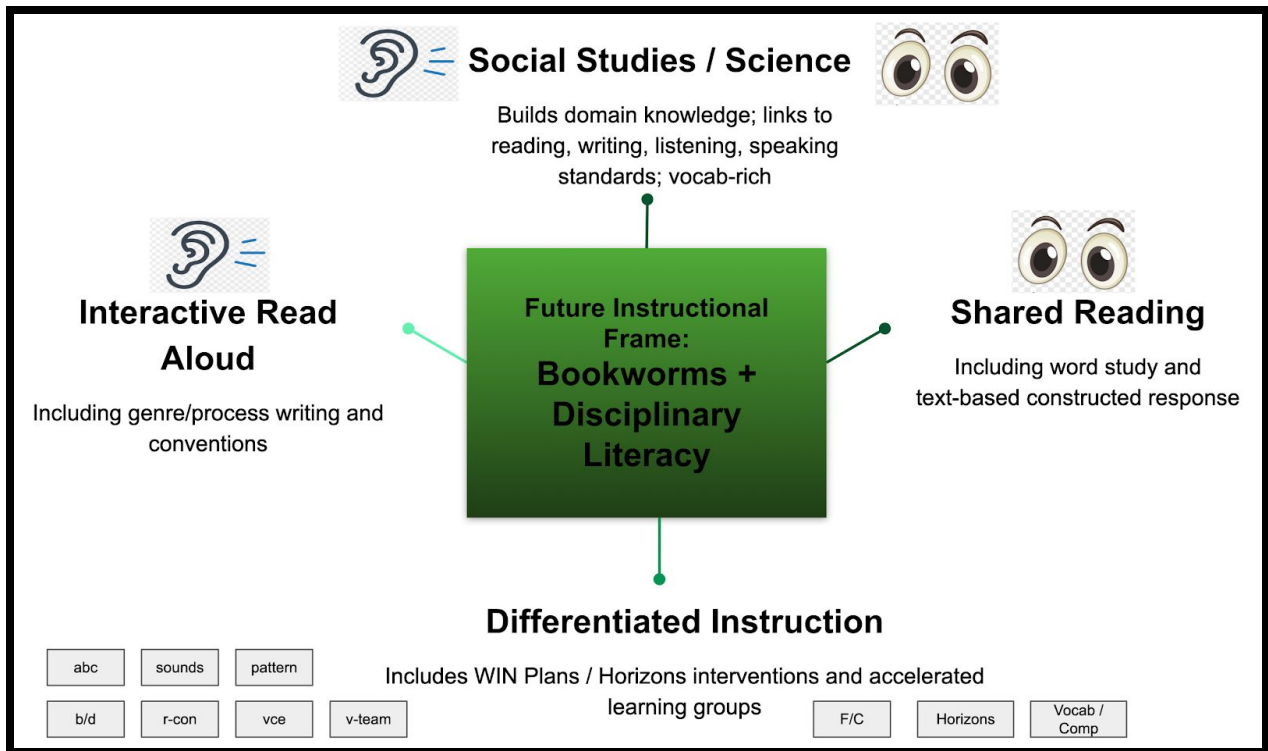 Social Studies / Science
Builds domain knowledge; links to
reading, writing, listening, speaking
standards; vocab-rich
Interactive Read
Aloud
Including genre/process writing and
conventions
Future Instructional
Frame:
Bookworms +
Disciplinary
Literacy
Shared Reading
Including word study and
text-based constructed response
Differentiated Instruction
Includes WIN Plans / Horizons interventions and accelerated
learning groups
abc
sounds
pattern
b/d
r-con
vce
v-team
F/C
Horizons
Vocab /
Comp